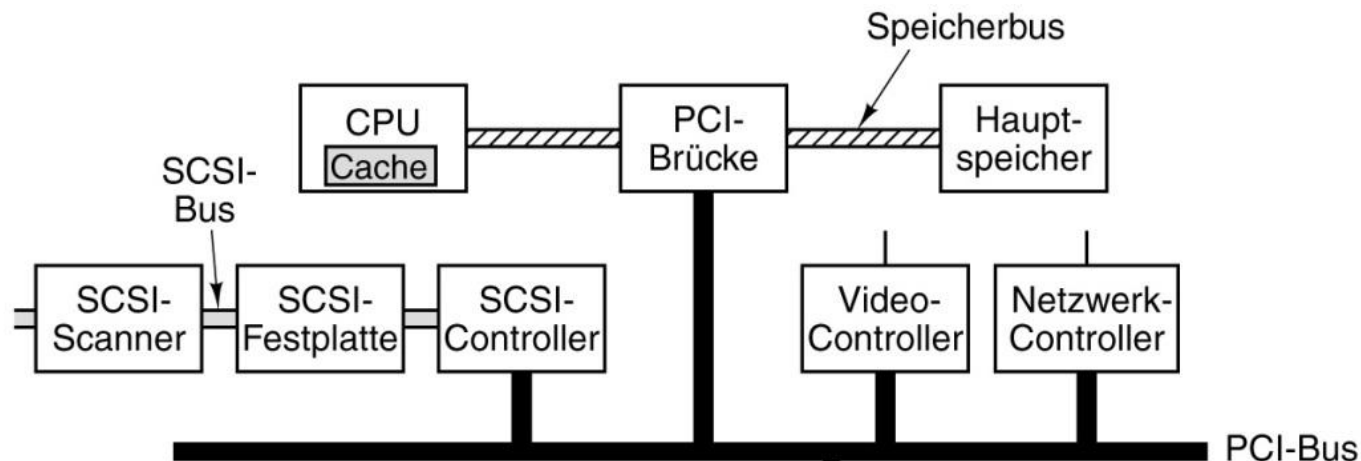 Speicherbus
CPU
Cache
PCI-
Brücke
Haupt-
speicher
SCSI-
Bus
SCSI-
Scanner
SCSI-
Festplatte
SCSI-
Controller
Video-
Controller
Netzwerk-
Controller
PCI-Bus